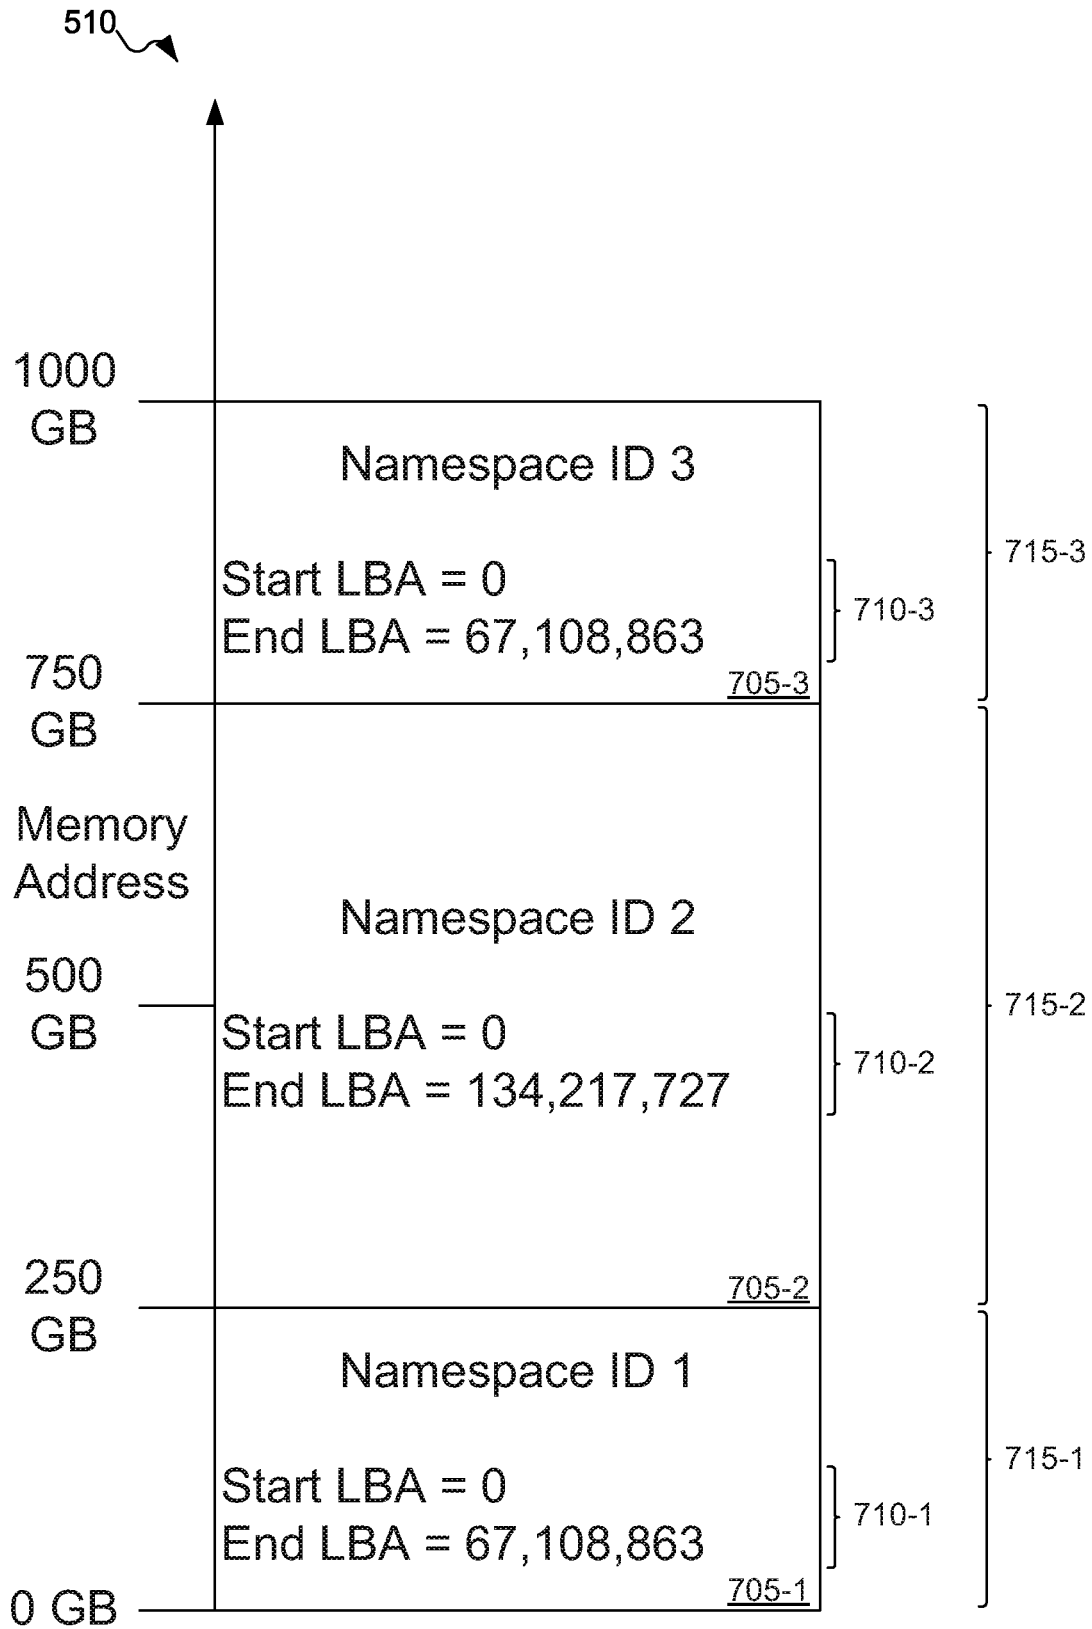 510
1000
GB
Namespace ID 3
715-3
Start LBA = 0
End LBA = 67,108,863
710-3
705-3
750
GB
Memory
Address
Namespace ID 2
500
GB
715-2
Start LBA = 0
End LBA = 134,217,727
710-2
705-2
250
GB
Namespace ID 1
715-1
Start LBA = 0
End LBA = 67,108,863
710-1
705-1
0 GB